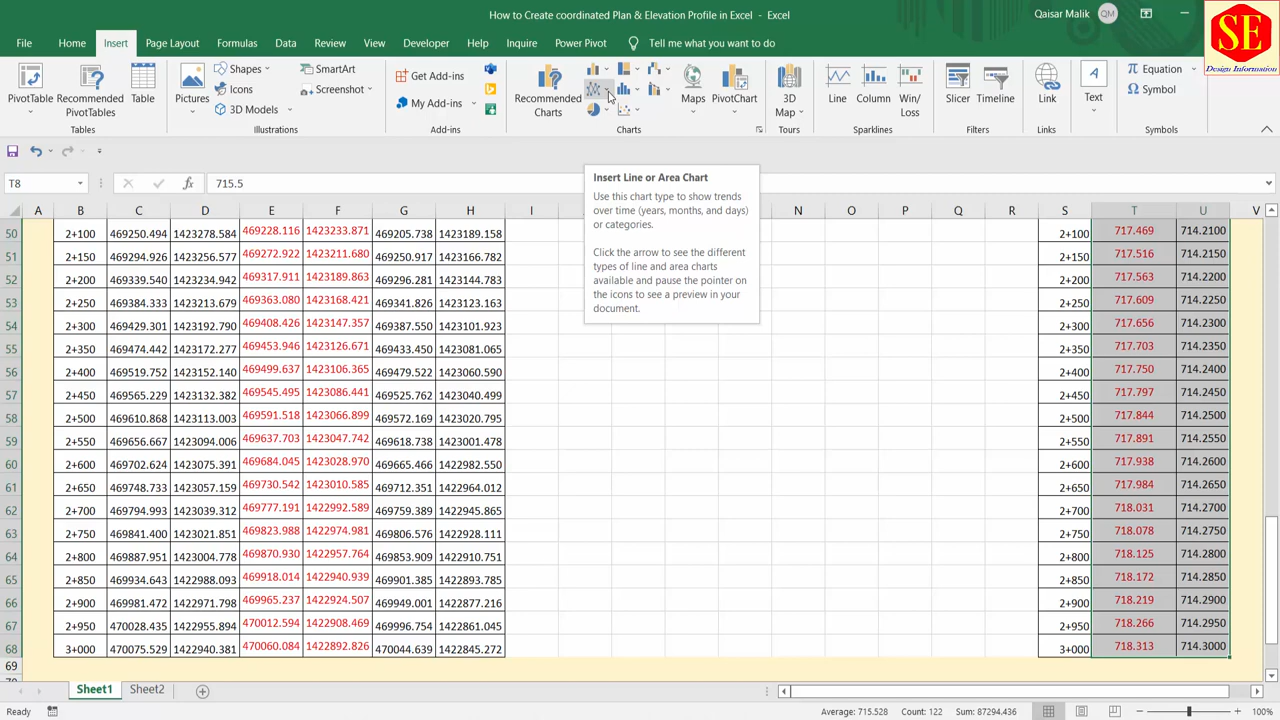 How to Create coordinated Plan & Elevation Profile in Excel - Excel
Qaisar Malik QM
SE
Design Information
File Home Insert Page Layout Formulas Data Review View Developer Help Inquire Power Pivot Tell me what you want to do
PivotTable
Recommended PivotTables
Table
Tables
Pictures
Shapes
Icons
3D Models
SmartArt
Screenshot
Illustrations
Get Add-ins
My Add-ins
Add-ins
Recommended Charts
Maps
PivotChart
Charts
3D Map
Tours
Line
Column
Win/Loss
Sparklines
Slicer
Timeline
Filters
Link
Links
Text
Equation
Symbol
Symbols
T8 fx 715.5
Insert Line or Area Chart
Use this chart type to show trends
over time (years, months, and days)
or categories.
Click the arrow to see the different
types of line and area charts
available and pause the pointer on
the icons to see a preview in your
document.
A B C D E F G H I N O P Q R S T U V
50 2+100 469250.494 1423278.584 469228.116 1423233.871 469205.738 1423189.158 2+100 717.469 714.2100
51 2+150 469294.926 1423256.577 469272.922 1423211.680 469250.917 1423166.782 2+150 717.516 714.2150
52 2+200 469339.540 1423234.942 469317.911 1423189.863 469296.281 1423144.783 2+200 717.563 714.2200
53 2+250 469384.333 1423213.679 469363.080 1423168.421 469341.826 1423123.163 2+250 717.609 714.2250
54 2+300 469429.301 1423192.790 469408.426 1423147.357 469387.550 1423101.923 2+300 717.656 714.2300
55 2+350 469474.442 1423172.277 469453.946 1423126.671 469433.450 1423081.065 2+350 717.703 714.2350
56 2+400 469519.752 1423152.140 469499.637 1423106.365 469479.522 1423060.590 2+400 717.750 714.2400
57 2+450 469565.229 1423132.382 469545.495 1423086.441 469525.762 1423040.499 2+450 717.797 714.2450
58 2+500 469610.868 1423113.003 469591.518 1423066.899 469572.169 1423020.795 2+500 717.844 714.2500
59 2+550 469656.667 1423094.006 469637.703 1423047.742 469618.738 1423001.478 2+550 717.891 714.2550
60 2+600 469702.624 1423075.391 469684.045 1423028.970 469665.466 1422982.550 2+600 717.938 714.2600
61 2+650 469748.733 1423057.159 469730.542 1423010.585 469712.351 1422964.012 2+650 717.984 714.2650
62 2+700 469794.993 1423039.312 469777.191 1422992.589 469759.389 1422945.865 2+700 718.031 714.2700
63 2+750 469841.400 1423021.851 469823.988 1422974.981 469806.576 1422928.111 2+750 718.078 714.2750
64 2+800 469887.951 1423004.778 469870.930 1422957.764 469853.909 1422910.751 2+800 718.125 714.2800
65 2+850 469934.643 1422988.093 469918.014 1422940.939 469901.385 1422893.785 2+850 718.172 714.2850
66 2+900 469981.472 1422971.798 469965.237 1422924.507 469949.001 1422877.216 2+900 718.219 714.2900
67 2+950 470028.435 1422955.894 470012.594 1422908.469 469996.754 1422861.045 2+950 718.266 714.2950
68 3+000 470075.529 1422940.381 470060.084 1422892.826 470044.639 1422845.272 3+000 718.313 714.3000
69
Sheet1 Sheet2
Ready Average: 715.528 Count: 122 Sum: 87294.436 100%